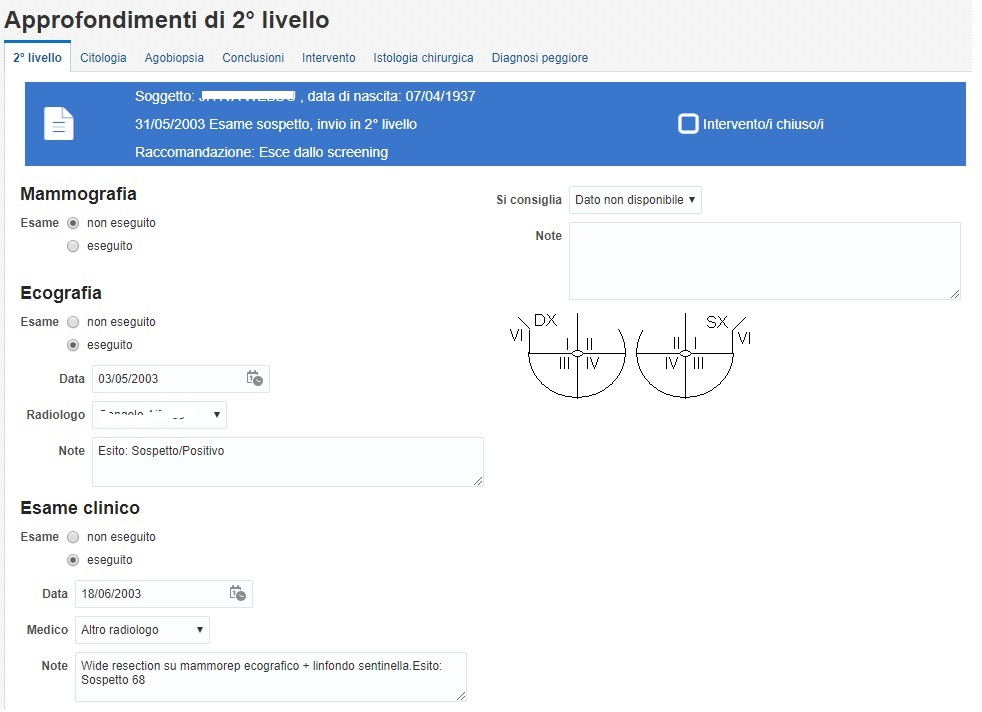 Approfondimenti di 2° livello
2° livello Citologia Agobiopsia Conclusioni Intervento Istologia chirurgica Diagnosi peggiore
Soggetto: , data di nascita: 07/04/1937
31/05/2003 Esame sospetto, invio in 2° livello
Intervento/i chiuso/i
Raccomandazione: Esce dallo screening
Mammografia
Esame non eseguito
eseguito
Si consiglia Dato non disponibile
Note
Ecografia
Esame non eseguito
eseguito
Data 03/05/2003
Radiologo
Note Esito: Sospetto/Positivo
DX SX
VI I II II I VI
III IV IV III
Esame clinico
Esame non eseguito
eseguito
Data 18/06/2003
Medico Altro radiologo
Note Wide resection su mammorep ecografico + linfondo sentinella.Esito:
Sospetto 68